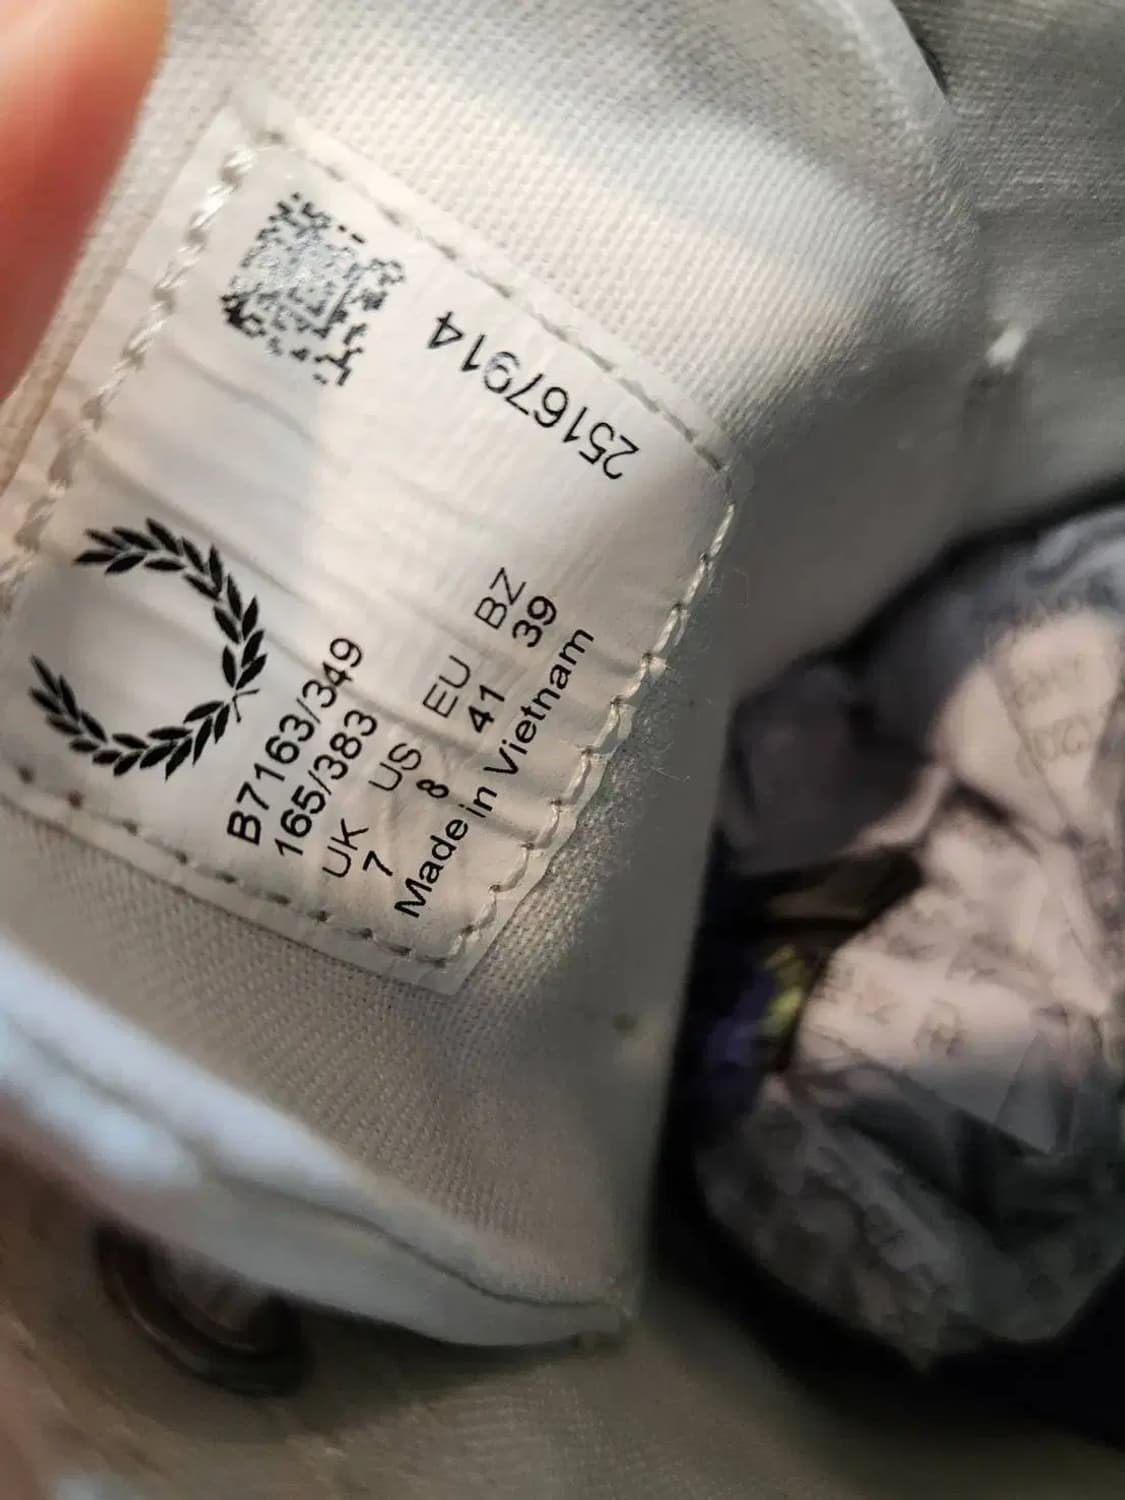 25167914
B7163/349
165/383
UK US EU BZ
7 8 41 39
Made in Vietnam